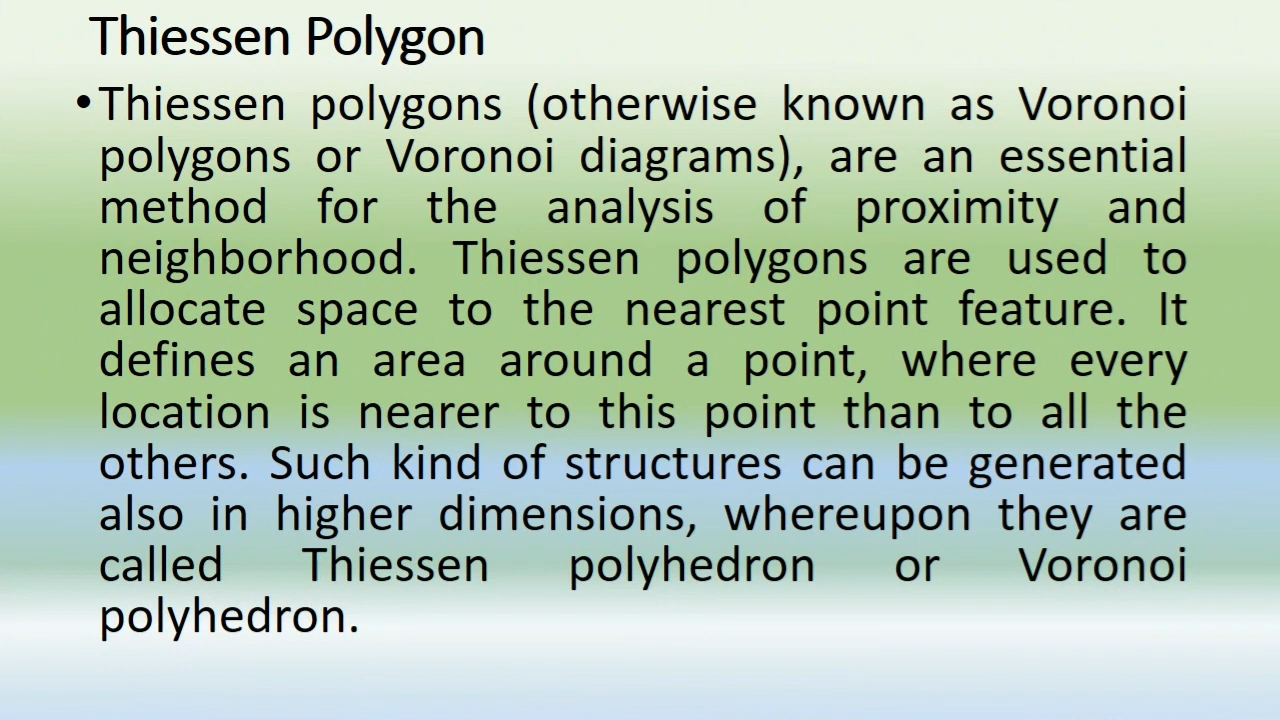 Thiessen Polygon
•Thiessen polygons (otherwise known as Voronoi
polygons or Voronoi diagrams), are an essential
method for the analysis of proximity and
neighborhood. Thiessen polygons are used to
allocate space to the nearest point feature. It
defines an area around a point, where every
location is nearer to this point than to all the
others. Such kind of structures can be generated
also in higher dimensions, whereupon they are
called Thiessen polyhedron or Voronoi
polyhedron.